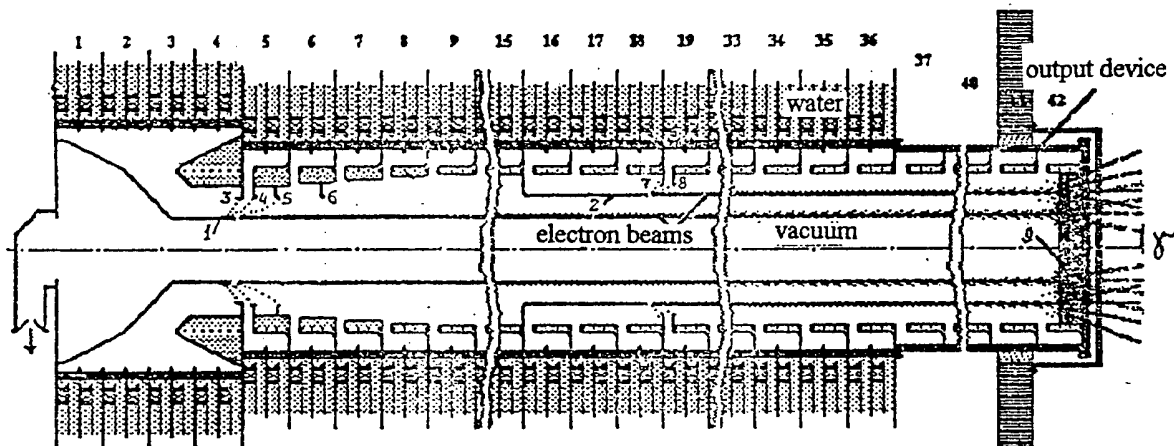 1 2 3 4 5 6 7 8 9 15 16 17 18 19 33 34 35 36
37 48 42
output device
water
3 4 5 6
7 8
1 2
electron beams vacuum
9
γ